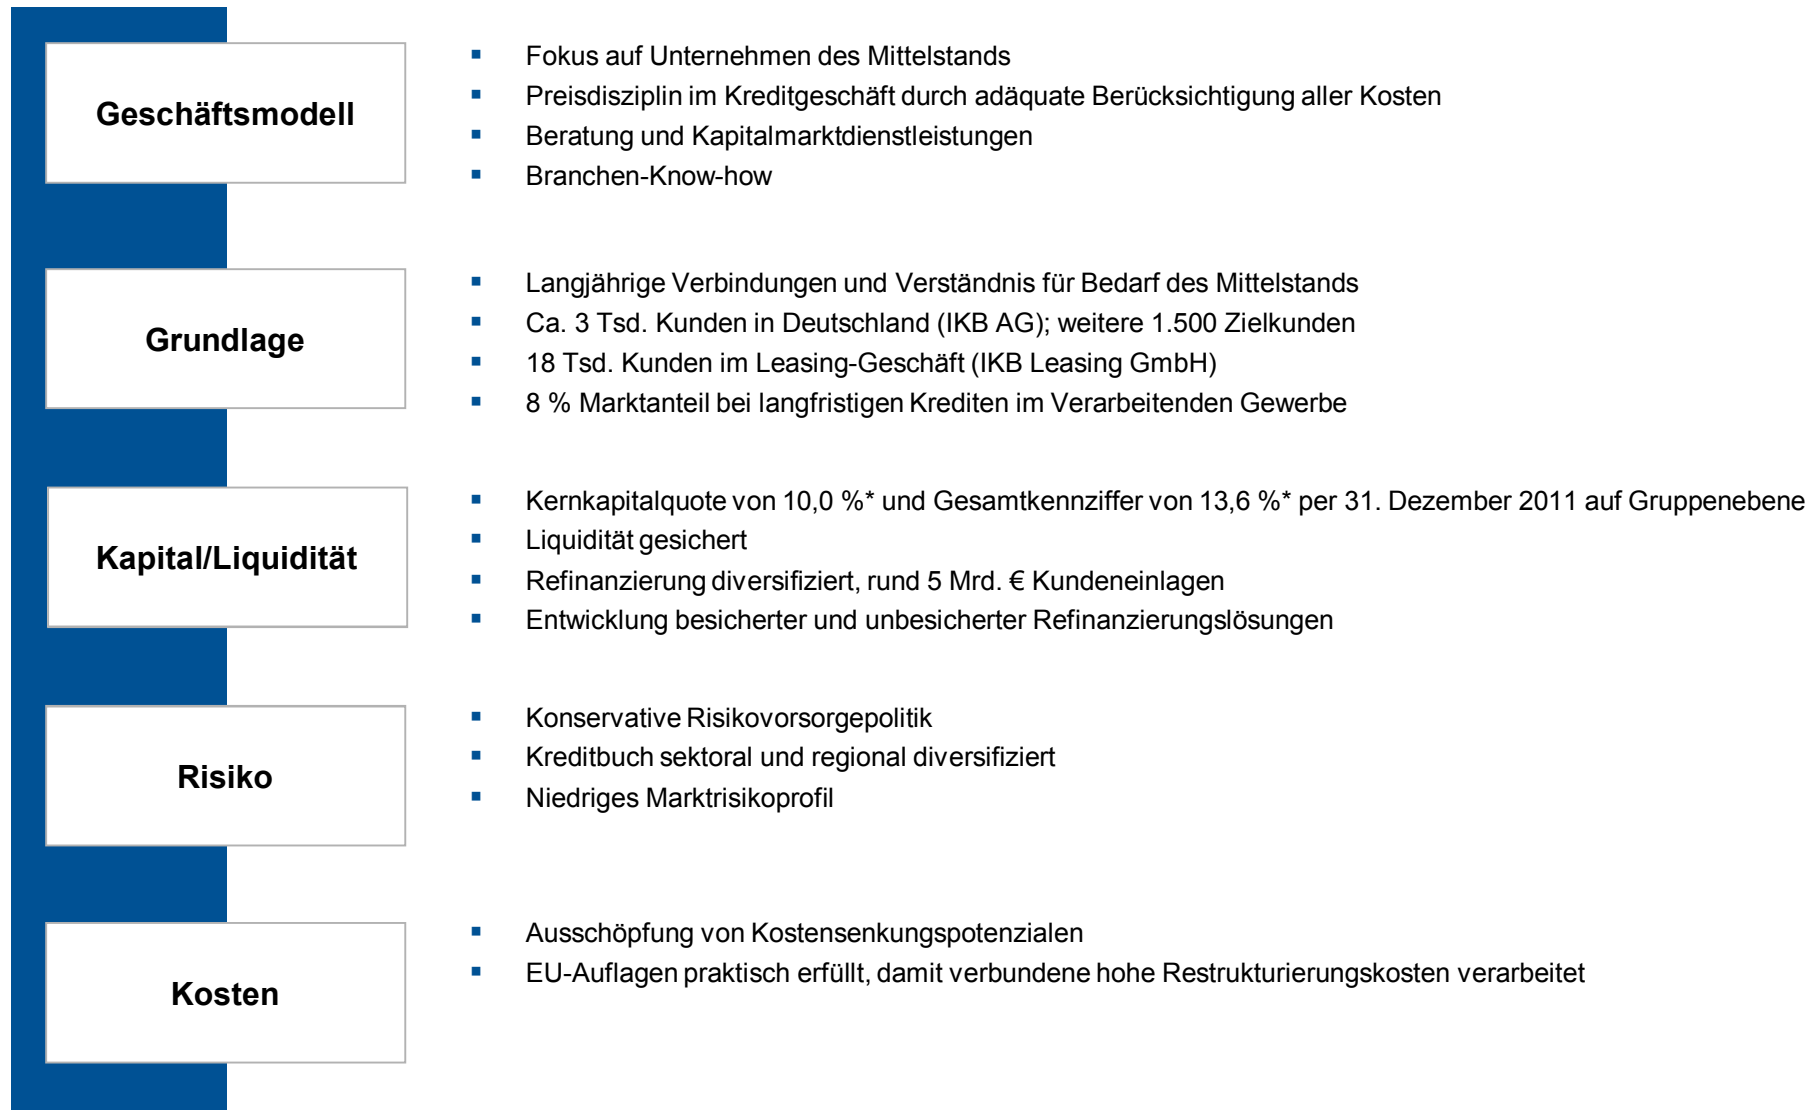 Geschäftsmodell
Fokus auf Unternehmen des Mittelstands
Preisdisziplin im Kreditgeschäft durch adäquate Berücksichtigung aller Kosten
Beratung und Kapitalmarktdienstleistungen
Branchen-Know-how
Grundlage
Langjährige Verbindungen und Verständnis für Bedarf des Mittelstands
Ca. 3 Tsd. Kunden in Deutschland (IKB AG); weitere 1.500 Zielkunden
18 Tsd. Kunden im Leasing-Geschäft (IKB Leasing GmbH)
8 % Marktanteil bei langfristigen Krediten im Verarbeitenden Gewerbe
Kapital/Liquidität
Kernkapitalquote von 10,0 %* und Gesamtkennziffer von 13,6 %* per 31. Dezember 2011 auf Gruppenebene
Liquidität gesichert
Refinanzierung diversifiziert, rund 5 Mrd. € Kundeneinlagen
Entwicklung besicherter und unbesicherter Refinanzierungslösungen
Risiko
Konservative Risikovorsorgepolitik
Kreditbuch sektoral und regional diversifiziert
Niedriges Marktrisikoprofil
Kosten
Ausschöpfung von Kostensenkungspotenzialen
EU-Auflagen praktisch erfüllt, damit verbundene hohe Restrukturierungskosten verarbeitet